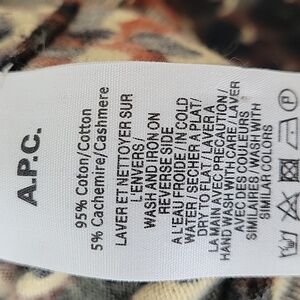 A.P.C.
95% Coton/Cotton
5% Cachemire/Cashmere
LAVER ET NETTOYER SUR
L'ENVERS/
WASH AND IRON ON
REVERSE SIDE
A L'EAU FROIDE/ IN COLD
WATER, SECHER A PLAT/
DRY TO FLAT/ LAVER A
LA MAIN AVEC PRECAUTION/
HAND WASH WITH CARE/ LAVER
AVEC DES COULEURS
SIMILAIRES, WASH WITH
SIMILAR COLORS